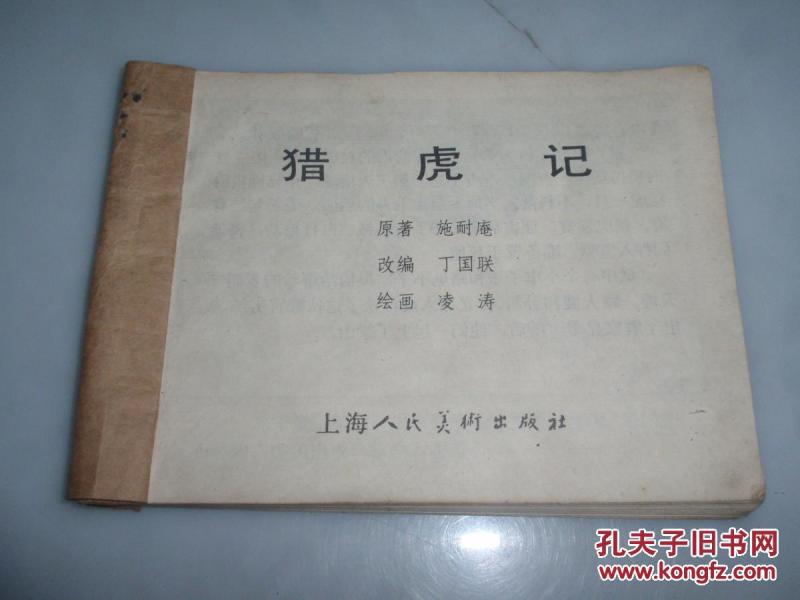 猎虎记
原著 施耐庵
改编 丁国联
绘画 凌涛
上海人民美術出版社
孔夫子旧书网
www.kongfz.com